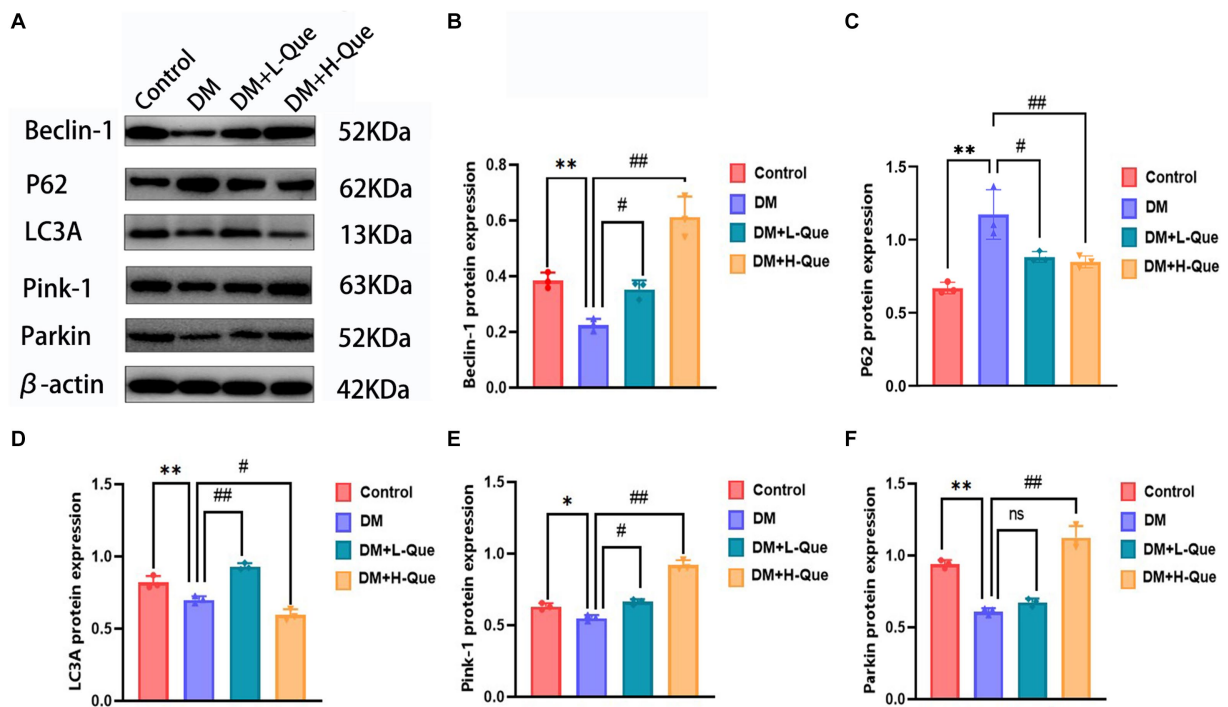 A
Control
DM
DM+L-Que
DM+H-Que
Beclin-1
52KDa
P62
62KDa
LC3A
13KDa
Pink-1
63KDa
Parkin
52KDa
β-actin
42KDa
B
Beclin-1 protein expression
0.8
0.6
0.4
0.2
0.0
**
##
#
Control
DM
DM+L-Que
DM+H-Que
C
P62 protein expression
1.5
1.0
0.5
0.0
**
##
#
Control
DM
DM+L-Que
DM+H-Que
D
LC3A protein expression
1.5
1.0
0.5
0.0
**
#
##
Control
DM
DM+L-Que
DM+H-Que
E
Pink-1 protein expression
1.5
1.0
0.5
0.0
*
##
#
Control
DM
DM+L-Que
DM+H-Que
F
Parkin protein expression
1.5
1.0
0.5
0.0
**
##
ns
Control
DM
DM+L-Que
DM+H-Que